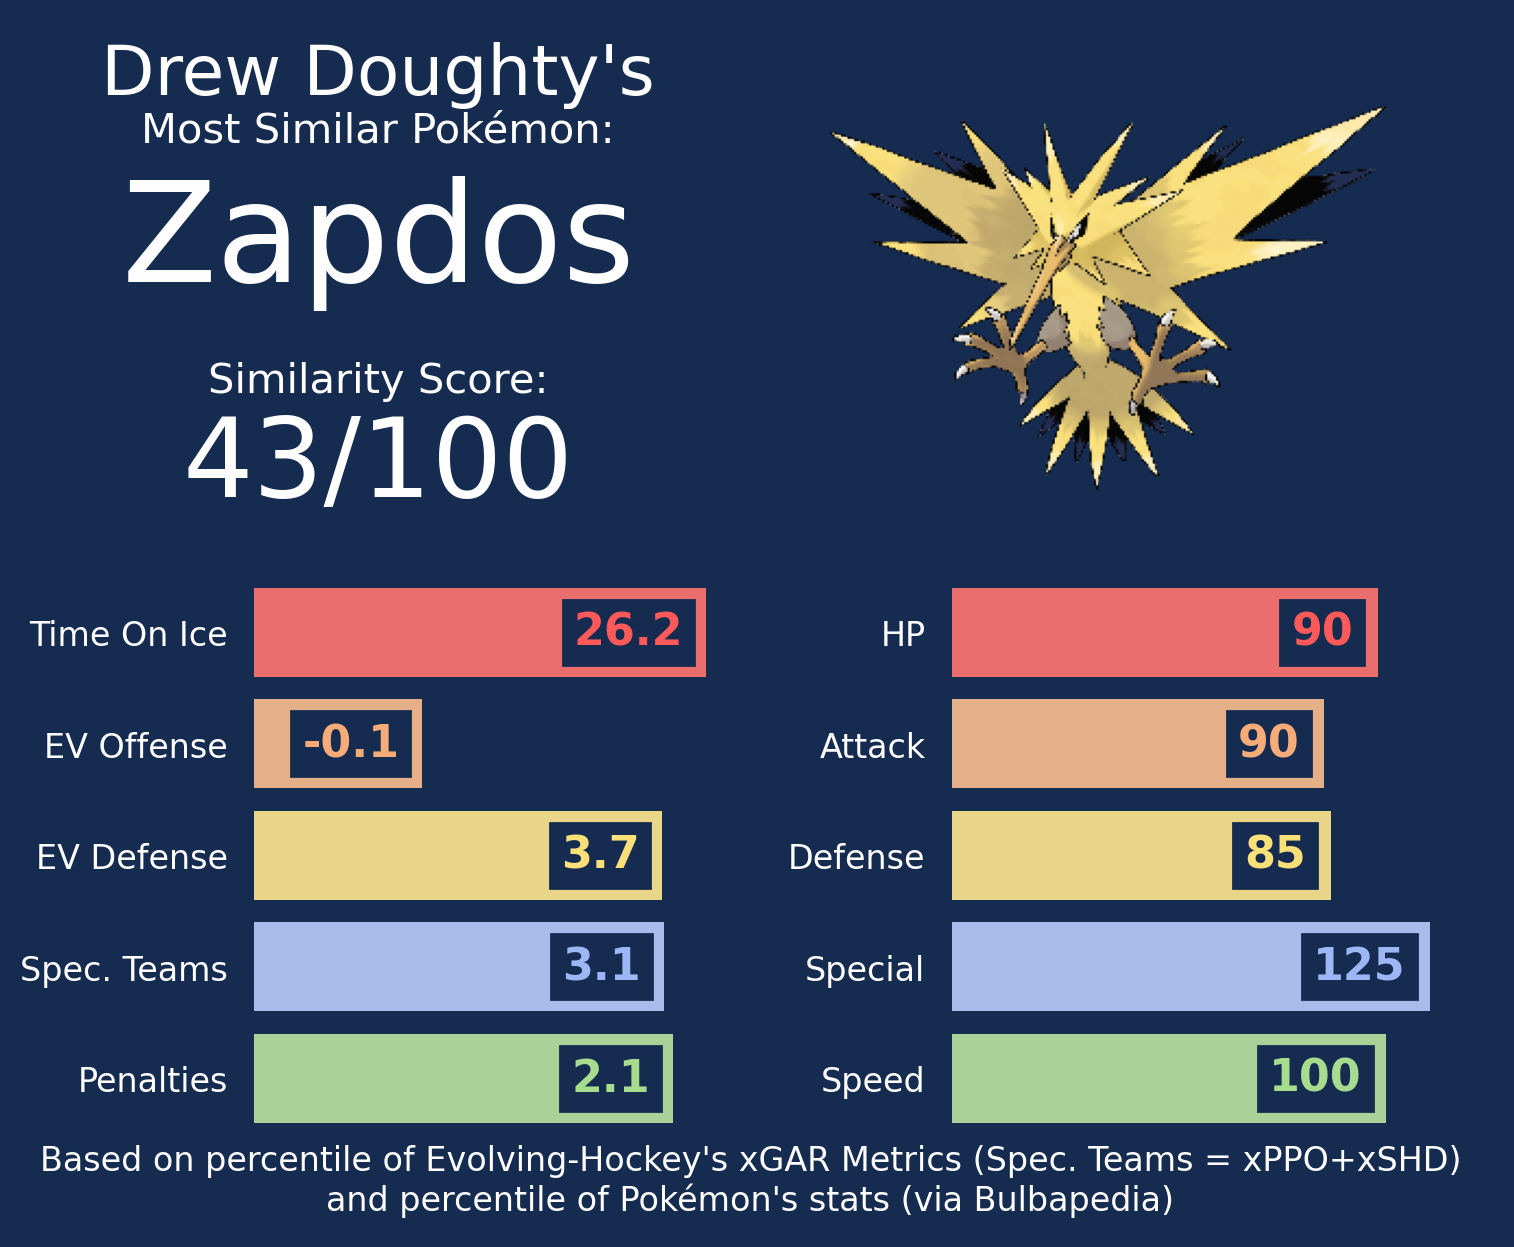 Drew Doughty's
Most Similar Pokémon:
Zapdos
Similarity Score:
43/100
Time On Ice 26.2
EV Offense -0.1
EV Defense 3.7
Spec. Teams 3.1
Penalties 2.1
HP 90
Attack 90
Defense 85
Special 125
Speed 100
Based on percentile of Evolving-Hockey's xGAR Metrics (Spec. Teams = xPPO+xSHD)
and percentile of Pokémon's stats (via Bulbapedia)